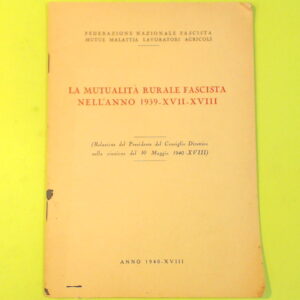 FEDERAZIONE NAZIONALE FASCISTA
MUTUE MALATTIA LAVORATORI AGRICOLI
LA MUTUALITÀ RURALE FASCISTA
NELL'ANNO 1939-XVII-XVIII
(Relazione del Presidente del Consiglio Direttivo
nella riunione del 30 Maggio 1940-XVIII)
ANNO 1940-XVIII